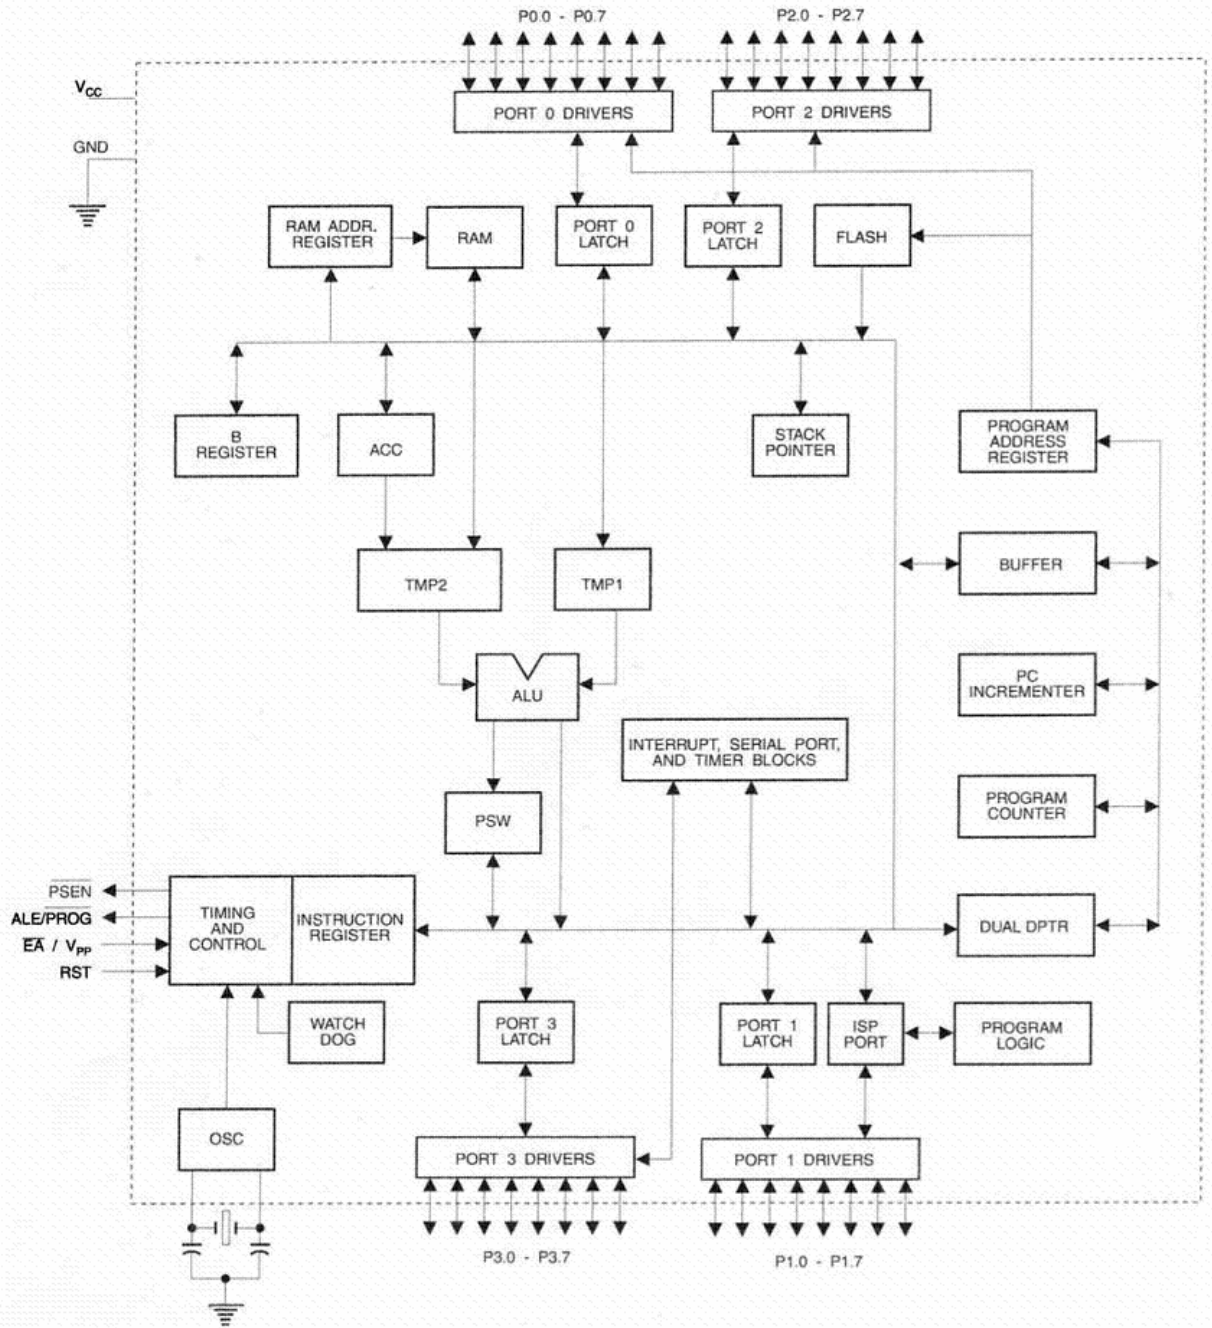 P0.0 - P0.7
P2.0 - P2.7
VCC
PORT 0 DRIVERS
PORT 2 DRIVERS
GND
RAM ADDR.
REGISTER
RAM
PORT 0
LATCH
PORT 2
LATCH
FLASH
B
REGISTER
ACC
STACK
POINTER
PROGRAM
ADDRESS
REGISTER
TMP2
TMP1
BUFFER
ALU
PC
INCREMENTER
INTERRUPT, SERIAL PORT,
AND TIMER BLOCKS
PSW
PROGRAM
COUNTER
PSEN
ALE/PROG
EA / VPP
RST
TIMING
AND
CONTROL
INSTRUCTION
REGISTER
DUAL DPTR
WATCH
DOG
PORT 3
LATCH
PORT 1
LATCH
ISP
PORT
PROGRAM
LOGIC
OSC
PORT 3 DRIVERS
PORT 1 DRIVERS
P3.0 - P3.7
P1.0 - P1.7